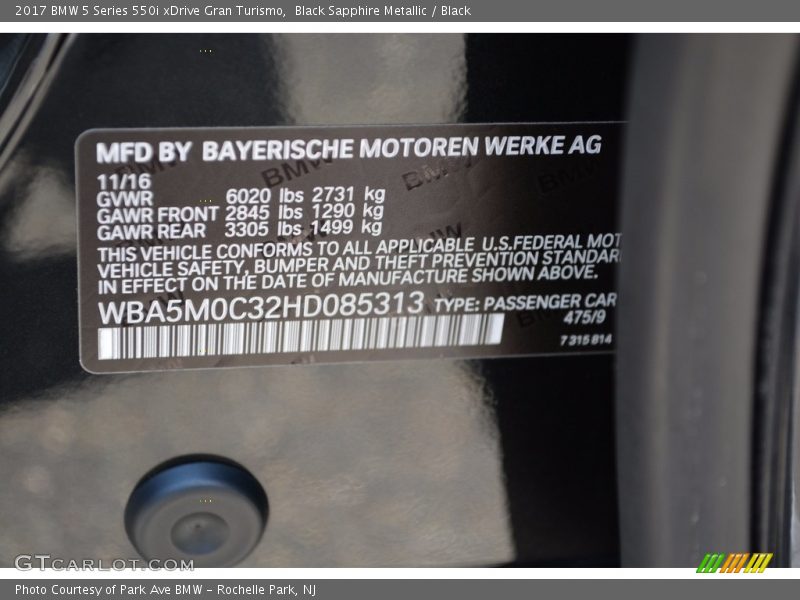 2017 BMW 5 Series 550i xDrive Gran Turismo, Black Sapphire Metallic / Black
MFD BY BAYERISCHE MOTOREN WERKE AG
11/16
GVWR 6020 lbs 2731 kg
GAWR FRONT 2845 lbs 1290 kg
GAWR REAR 3305 lbs 1499 kg
THIS VEHICLE CONFORMS TO ALL APPLICABLE U.S.FEDERAL MOT
VEHICLE SAFETY, BUMPER AND THEFT PREVENTION STANDAR
IN EFFECT ON THE DATE OF MANUFACTURE SHOWN ABOVE.
WBA5M0C32HD085313 TYPE: PASSENGER CAR
475/9
7 315 814
GTCARLOT.COM
Photo Courtesy of Park Ave BMW - Rochelle Park, NJ